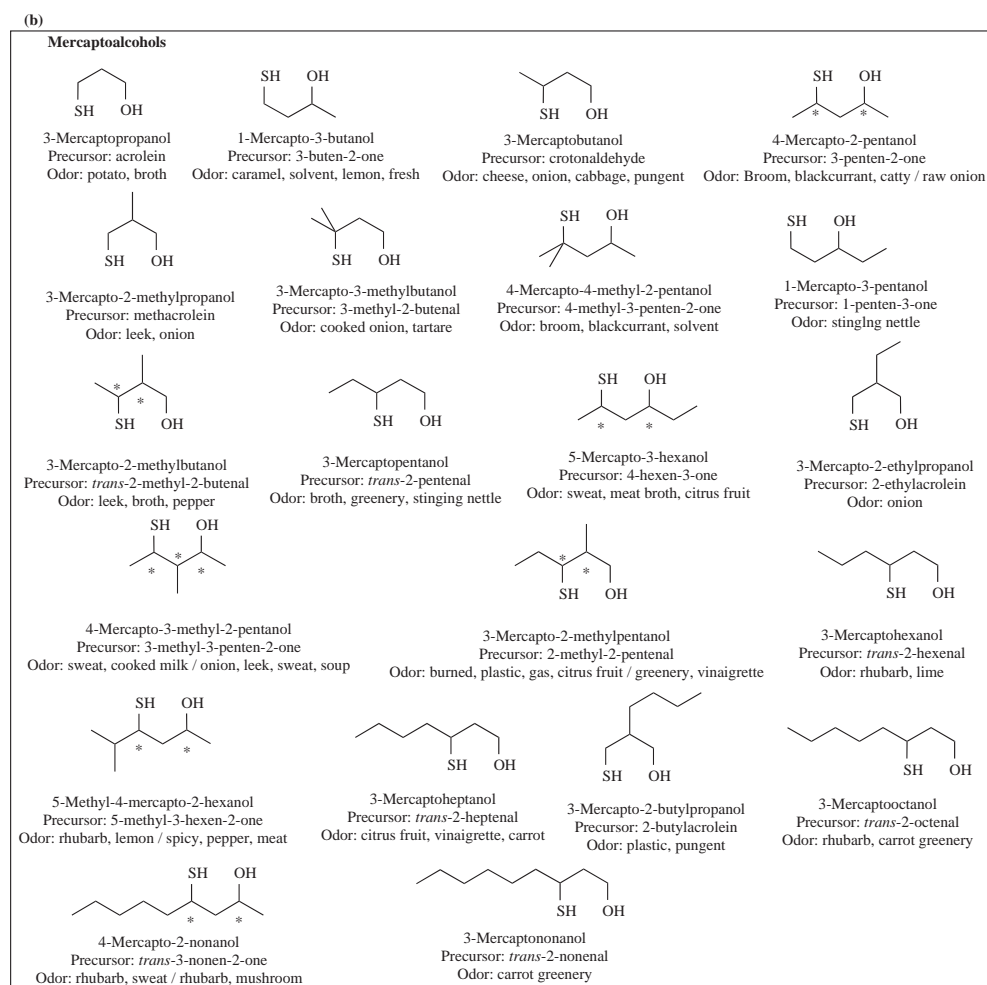 (b)
Mercaptoalcohols
SH OH
3-Mercaptopropanol
Precursor: acrolein
Odor: potato, broth
SH OH
1-Mercapto-3-butanol
Precursor: 3-buten-2-one
Odor: caramel, solvent, lemon, fresh
SH OH
3-Mercaptobutanol
Precursor: crotonaldehyde
Odor: cheese, onion, cabbage, pungent
SH OH
* *
4-Mercapto-2-pentanol
Precursor: 3-penten-2-one
Odor: Broom, blackcurrant, catty / raw onion
SH OH
3-Mercapto-2-methylpropanol
Precursor: methacrolein
Odor: leek, onion
SH OH
3-Mercapto-3-methylbutanol
Precursor: 3-methyl-2-butenal
Odor: cooked onion, tartare
SH OH
4-Mercapto-4-methyl-2-pentanol
Precursor: 4-methyl-3-penten-2-one
Odor: broom, blackcurrant, solvent
SH OH
1-Mercapto-3-pentanol
Precursor: 1-penten-3-one
Odor: stinglng nettle
* *
SH OH
3-Mercapto-2-methylbutanol
Precursor: trans-2-methyl-2-butenal
Odor: leek, broth, pepper
SH OH
3-Mercaptopentanol
Precursor: trans-2-pentenal
Odor: broth, greenery, stinging nettle
SH OH
* *
5-Mercapto-3-hexanol
Precursor: 4-hexen-3-one
Odor: sweat, meat broth, citrus fruit
SH OH
3-Mercapto-2-ethylpropanol
Precursor: 2-ethylacrolein
Odor: onion
SH OH
* * *
4-Mercapto-3-methyl-2-pentanol
Precursor: 3-methyl-3-penten-2-one
Odor: sweat, cooked milk / onion, leek, sweat, soup
* *
SH OH
3-Mercapto-2-methylpentanol
Precursor: 2-methyl-2-pentenal
Odor: burned, plastic, gas, citrus fruit / greenery, vinaigrette
SH OH
3-Mercaptohexanol
Precursor: trans-2-hexenal
Odor: rhubarb, lime
SH OH
* *
5-Methyl-4-mercapto-2-hexanol
Precursor: 5-methyl-3-hexen-2-one
Odor: rhubarb, lemon / spicy, pepper, meat
SH OH
3-Mercaptoheptanol
Precursor: trans-2-heptenal
Odor: citrus fruit, vinaigrette, carrot
SH OH
3-Mercapto-2-butylpropanol
Precursor: 2-butylacrolein
Odor: plastic, pungent
SH OH
3-Mercaptooctanol
Precursor: trans-2-octenal
Odor: rhubarb, carrot greenery
SH OH
* *
4-Mercapto-2-nonanol
Precursor: trans-3-nonen-2-one
Odor: rhubarb, sweat / rhubarb, mushroom
SH OH
3-Mercaptononanol
Precursor: trans-2-nonenal
Odor: carrot greenery